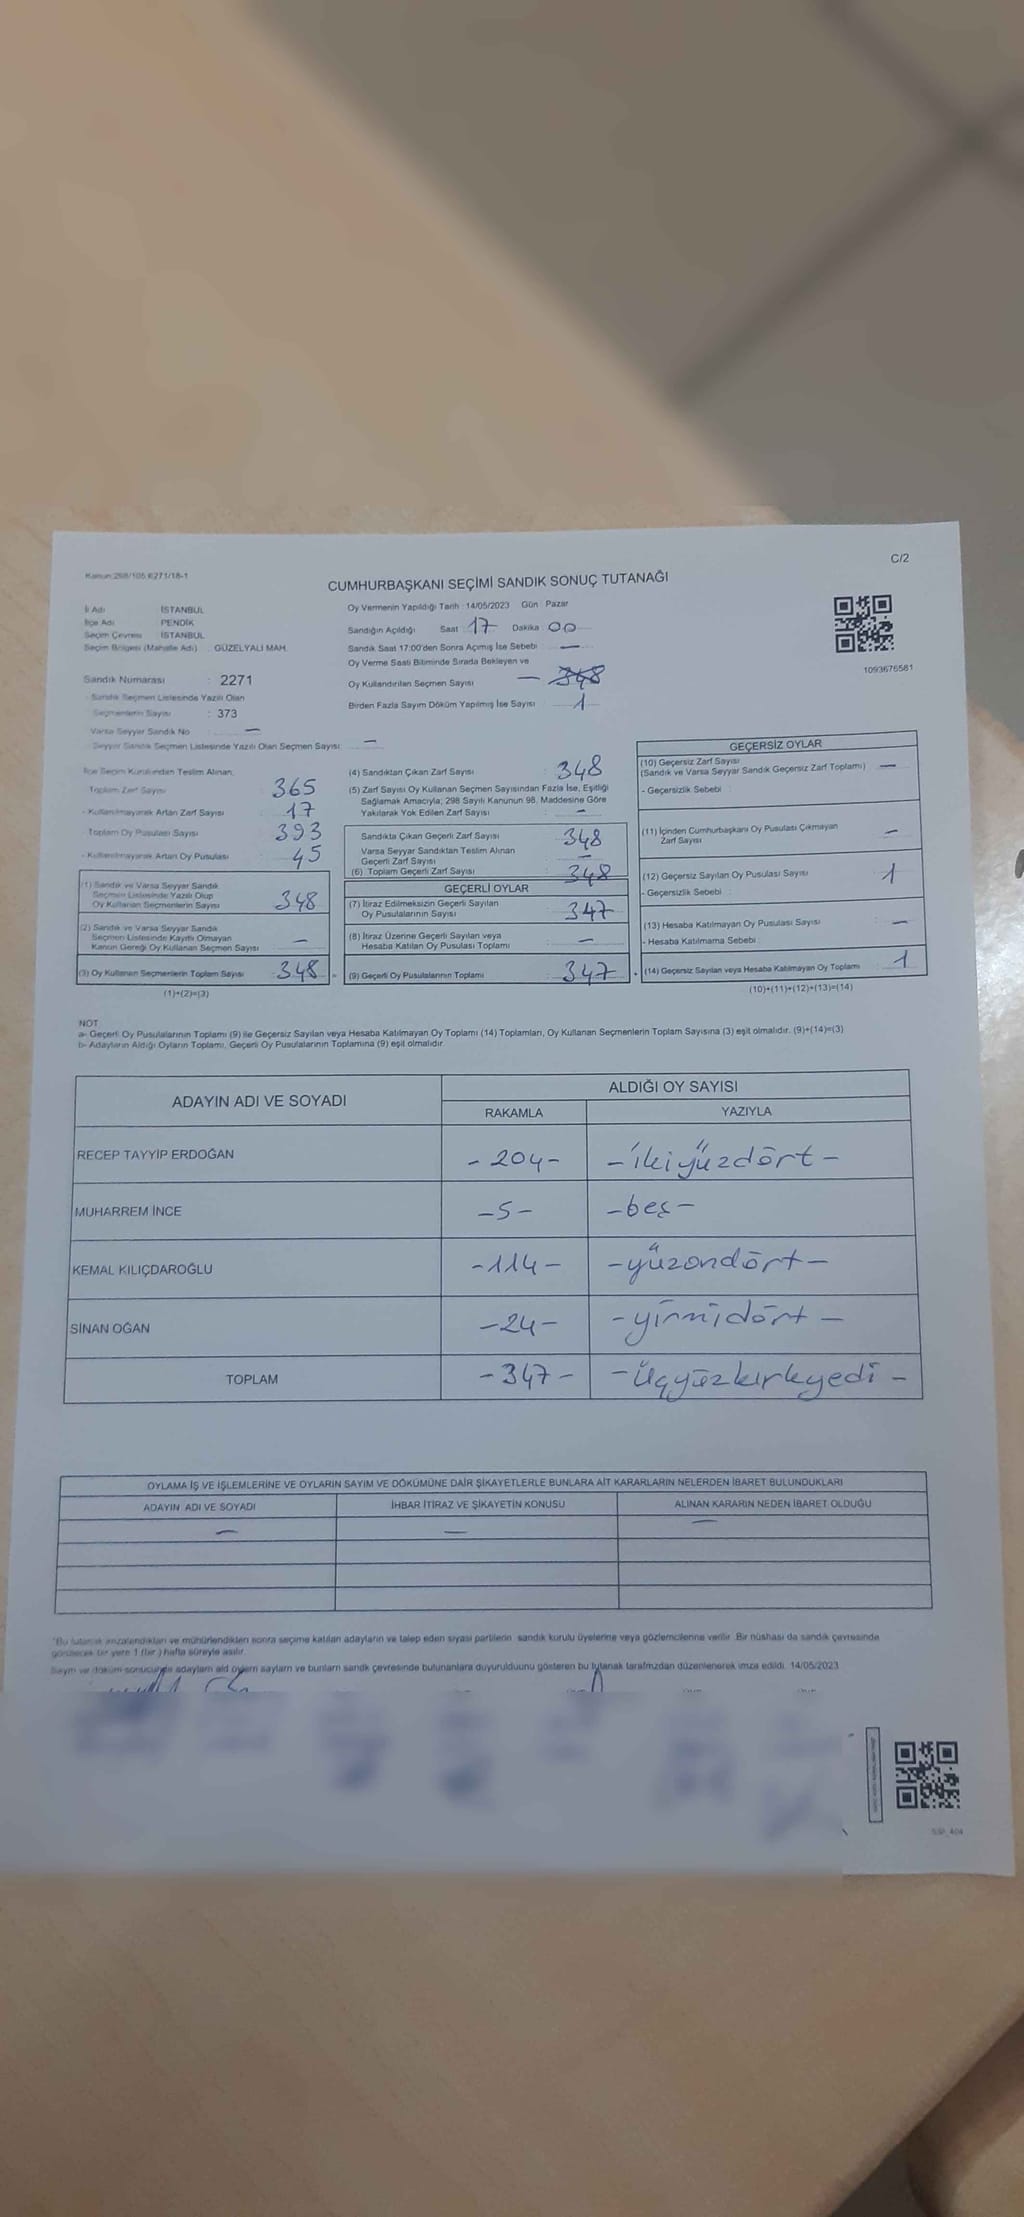 C/2
Kanun:298/105.6271/18-1
CUMHURBAŞKANI SEÇİMİ SANDIK SONUÇ TUTANAĞI
İl Adı : İSTANBUL
İlçe Adı : PENDİK
Seçim Çevresi : İSTANBUL
Seçim Bölgesi (Mahalle Adı) : GÜZELYALI MAH.
Sandık Numarası : 2271
Sandık Seçmen Listesinde Yazılı Olan
Seçmenlerin Sayısı : 373
Varsa Seyyar Sandık No : —
Seyyar Sandık Seçmen Listesinde Yazılı Olan Seçmen Sayısı: —
Oy Vermenin Yapıldığı Tarih : 14/05/2023 Gün : Pazar
Sandığın Açıldığı Saat 17 Dakika 00
Sandık Saat 17:00'den Sonra Açımış İse Sebebi —
Oy Verme Saati Bitiminde Sırada Bekleyen ve
Oy Kullandırılan Seçmen Sayısı — 348
Birden Fazla Sayım Döküm Yapılmış İse Sayısı 1
1093676581
İlçe Seçim Kurulundan Teslim Alınan;
Toplam Zarf Sayısı : 365
- Kullanılmayarak Artan Zarf Sayısı : 17
Toplam Oy Pusulası Sayısı : 393
- Kullanılmayarak Artan Oy Pusulası : 45
(1) Sandık ve Varsa Seyyar Sandık
Seçmen Listesinde Yazılı Olup
Oy Kullanan Seçmenlerin Sayısı : 348
(2) Sandık ve Varsa Seyyar Sandık
Seçmen Listesinde Kayıtlı Olmayan
Kanun Gereği Oy Kullanan Seçmen Sayısı : —
(3) Oy Kullanan Seçmenlerin Toplam Sayısı : 348
(1)+(2)=(3)
(4) Sandıktan Çıkan Zarf Sayısı : 348
(5) Zarf Sayısı Oy Kullanan Seçmen Sayısından Fazla İse, Eşitliği
Sağlamak Amacıyla; 298 Sayılı Kanunun 98. Maddesine Göre
Yakılarak Yok Edilen Zarf Sayısı : —
Sandıkta Çıkan Geçerli Zarf Sayısı : 348
Varsa Seyyar Sandıktan Teslim Alınan
Geçerli Zarf Sayısı : —
(6) Toplam Geçerli Zarf Sayısı : 348
GEÇERLİ OYLAR
(7) İtiraz Edilmeksizin Geçerli Sayılan
Oy Pusulalarının Sayısı : 347
(8) İtiraz Üzerine Geçerli Sayılan veya
Hesaba Katılan Oy Pusulası Toplamı : —
(9) Geçerli Oy Pusulalarının Toplamı : 347
GEÇERSİZ OYLAR
(10) Geçersiz Zarf Sayısı
(Sandık ve Varsa Seyyar Sandık Geçersiz Zarf Toplamı) : —
- Geçersizlik Sebebi :
(11) İçinden Cumhurbaşkanı Oy Pusulası Çıkmayan
Zarf Sayısı : —
(12) Geçersiz Sayılan Oy Pusulası Sayısı : 1
- Geçersizlik Sebebi :
(13) Hesaba Katılmayan Oy Pusulası Sayısı : —
- Hesaba Katılmama Sebebi :
(14) Geçersiz Sayılan veya Hesaba Katılmayan Oy Toplamı : 1
(10)+(11)+(12)+(13)=(14)
NOT:
a- Geçerli Oy Pusulalarının Toplamı (9) ile Geçersiz Sayılan veya Hesaba Katılmayan Oy Toplamı (14) Toplamları, Oy Kullanan Seçmenlerin Toplam Sayısına (3) eşit olmalıdır. (9)+(14)=(3)
b- Adayların Aldığı Oyların Toplamı, Geçerli Oy Pusulalarının Toplamına (9) eşit olmalıdır.
ADAYIN ADI VE SOYADI
ALDIĞI OY SAYISI
RAKAMLA YAZIYLA
RECEP TAYYİP ERDOĞAN - 204 - - ikiyüzdört -
MUHARREM İNCE - 5 - - beş -
KEMAL KILIÇDAROĞLU - 114 - - yüzondört -
SİNAN OĞAN - 24 - - yirmidört -
TOPLAM - 347 - - üçyüzkırkyedi -
OYLAMA İŞ VE İŞLEMLERİNE VE OYLARIN SAYIM VE DÖKÜMÜNE DAİR ŞİKAYETLERLE BUNLARA AİT KARARLARIN NELERDEN İBARET BULUNDUKLARI
ADAYIN ADI VE SOYADI İHBAR İTİRAZ VE ŞİKAYETİN KONUSU ALINAN KARARIN NEDEN İBARET OLDUĞU
— — —
*Bu tutanak imzalandıktan ve mühürlendikten sonra seçime katılan adayların ve talep eden siyasi partilerin sandık kurulu üyelerine veya gözlemcilerine verilir. Bir nüshası da sandık çevresinde
görülecek bir yere 1 (bir ) hafta süreyle asılır.
Sayım ve döküm sonucunda adayların ald oyların sayların ve bunların sandk çevresinde bulunanlara duyurulduunu gösteren bu tutanak tarafmzdan düzenlenerek imza edildi. 14/05/2023